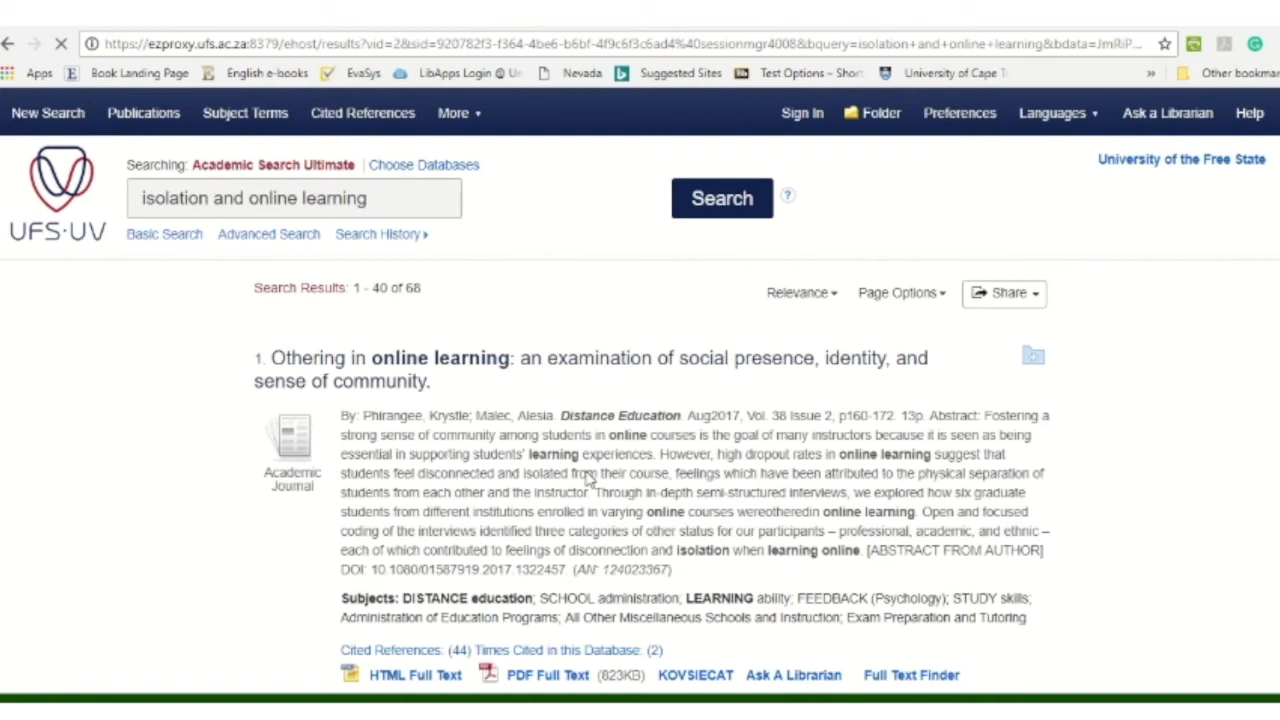 https://ezproxy.ufs.ac.za:8379/ehost/results?vid=2&sid=920782f3-f364-4be6-b6bf-4f9c6f3c6ad4%40sessionmgr4008&bquery=isolation+and+online+learning&bdata=JmRiP...
Apps Book Landing Page English e-books EvaSys LibApps Login @ Un Nevada Suggested Sites Test Options – Short University of Cape T » Other bookmar
New Search Publications Subject Terms Cited References More Sign In Folder Preferences Languages Ask a Librarian Help
Searching: Academic Search Ultimate | Choose Databases University of the Free State
isolation and online learning Search ?
UFS·UV
Basic Search Advanced Search Search History
Search Results: 1 - 40 of 68
Relevance Page Options Share
1. Othering in online learning: an examination of social presence, identity, and
sense of community.
Academic
Journal
By: Phirangee, Krystle; Malec, Alesia. Distance Education. Aug2017, Vol. 38 Issue 2, p160-172. 13p. Abstract: Fostering a
strong sense of community among students in online courses is the goal of many instructors because it is seen as being
essential in supporting students' learning experiences. However, high dropout rates in online learning suggest that
students feel disconnected and isolated from their course, feelings which have been attributed to the physical separation of
students from each other and the instructor. Through in-depth semi-structured interviews, we explored how six graduate
students from different institutions enrolled in varying online courses wereotheredin online learning. Open and focused
coding of the interviews identified three categories of other status for our participants – professional, academic, and ethnic –
each of which contributed to feelings of disconnection and isolation when learning online. [ABSTRACT FROM AUTHOR]
DOI: 10.1080/01587919.2017.1322457. (AN: 124023367)
Subjects: DISTANCE education; SCHOOL administration; LEARNING ability; FEEDBACK (Psychology); STUDY skills;
Administration of Education Programs; All Other Miscellaneous Schools and Instruction; Exam Preparation and Tutoring
Cited References: (44) Times Cited in this Database: (2)
HTML Full Text PDF Full Text (823KB) KOVSIECAT Ask A Librarian Full Text Finder